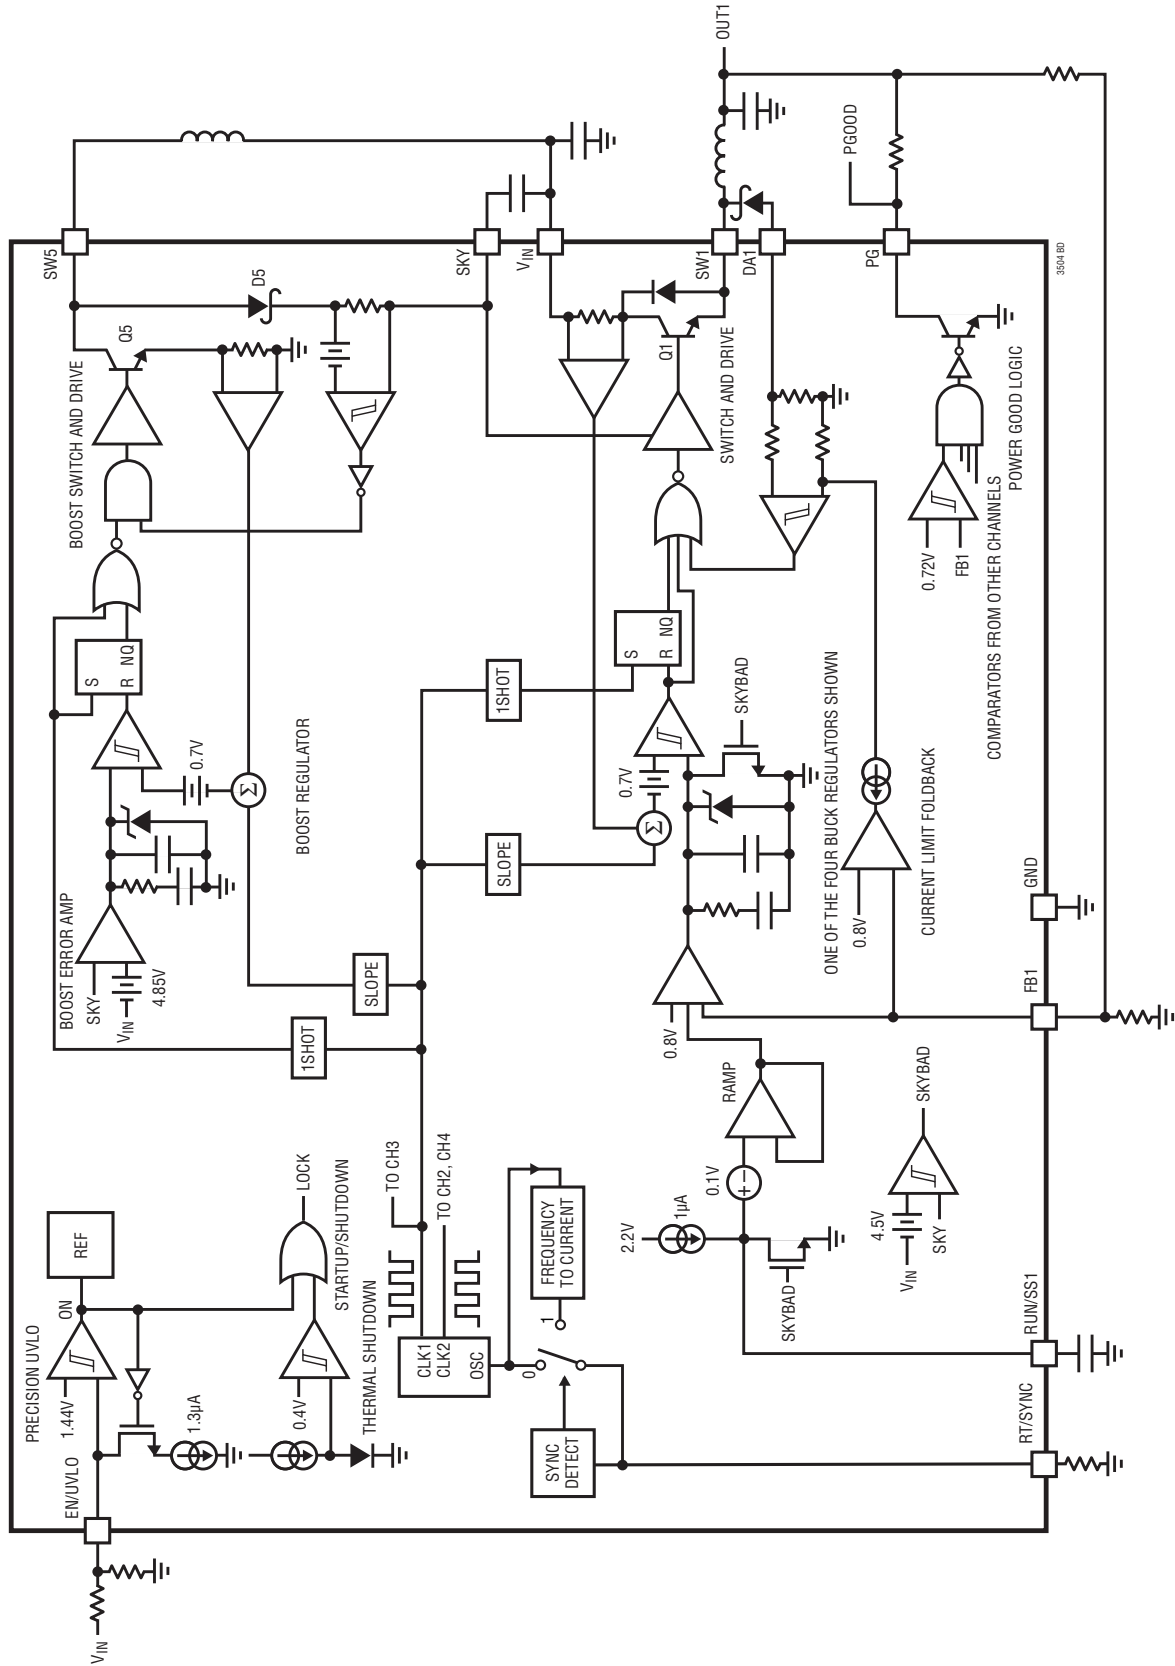 SW5
SKY
VIN
SW1
DA1
PG
OUT1
PGOOD
3504 BD
BOOST SWITCH AND DRIVE
Q5
D5
Q1
SWITCH AND DRIVE
POWER GOOD LOGIC
0.72V
FB1
COMPARATORS FROM OTHER CHANNELS
S
R
NQ
0.7V
Σ
BOOST REGULATOR
1SHOT
S
R
NQ
SKYBAD
0.7V
Σ
SLOPE
ONE OF THE FOUR BUCK REGULATORS SHOWN
0.8V
CURRENT LIMIT FOLDBACK
GND
BOOST ERROR AMP
SKY
VIN
4.85V
SLOPE
1SHOT
0.8V
FB1
RAMP
0.1V
+ –
SKYBAD
4.5V
VIN
SKY
REF
LOCK
STARTUP/SHUTDOWN
TO CH3
TO CH2, CH4
PRECISION UVLO
ON
1.44V
EN/UVLO
1.3µA
0.4V
THERMAL SHUTDOWN
CLK1
CLK2
OSC
FREQUENCY
TO CURRENT
1
0
SYNC
DETECT
2.2V
1µA
SKYBAD
RUN/SS1
RT/SYNC
VIN